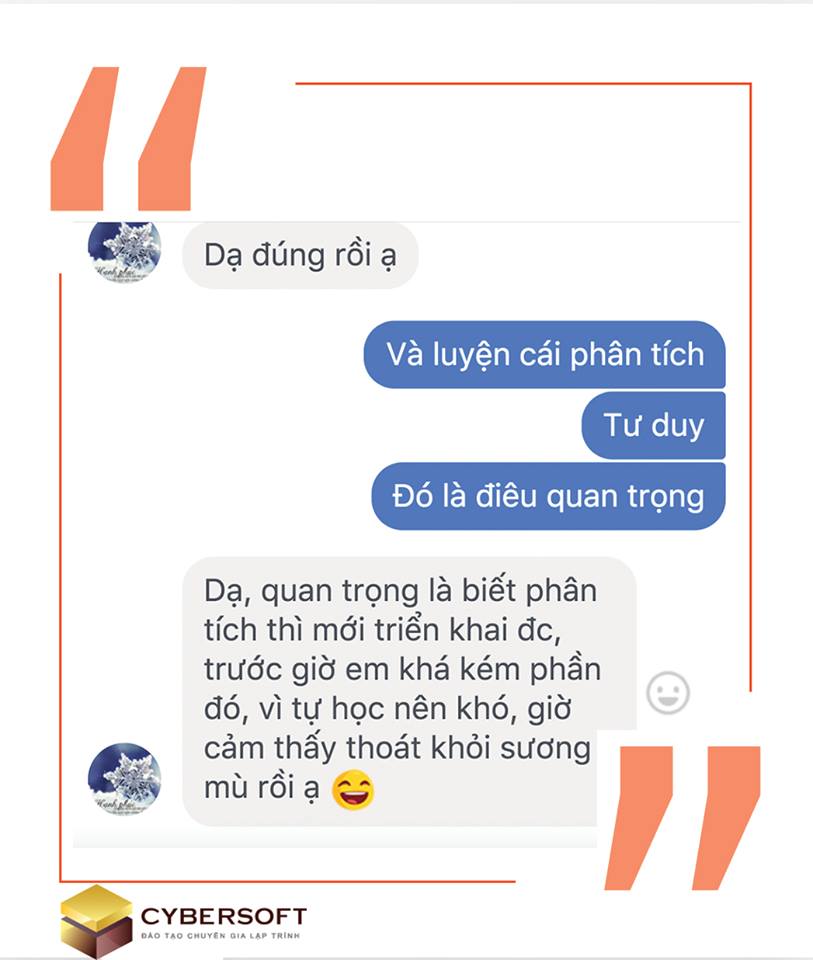 Dạ đúng rồi ạ
Và luyện cái phân tích
Tư duy
Đó là điêu quan trọng
Dạ, quan trọng là biết phân
tích thì mới triển khai đc,
trước giờ em khá kém phần
đó, vì tự học nên khó, giờ
cảm thấy thoát khỏi sương
mù rồi ạ
CYBERSOFT
ĐÀO TẠO CHUYÊN GIA LẬP TRÌNH